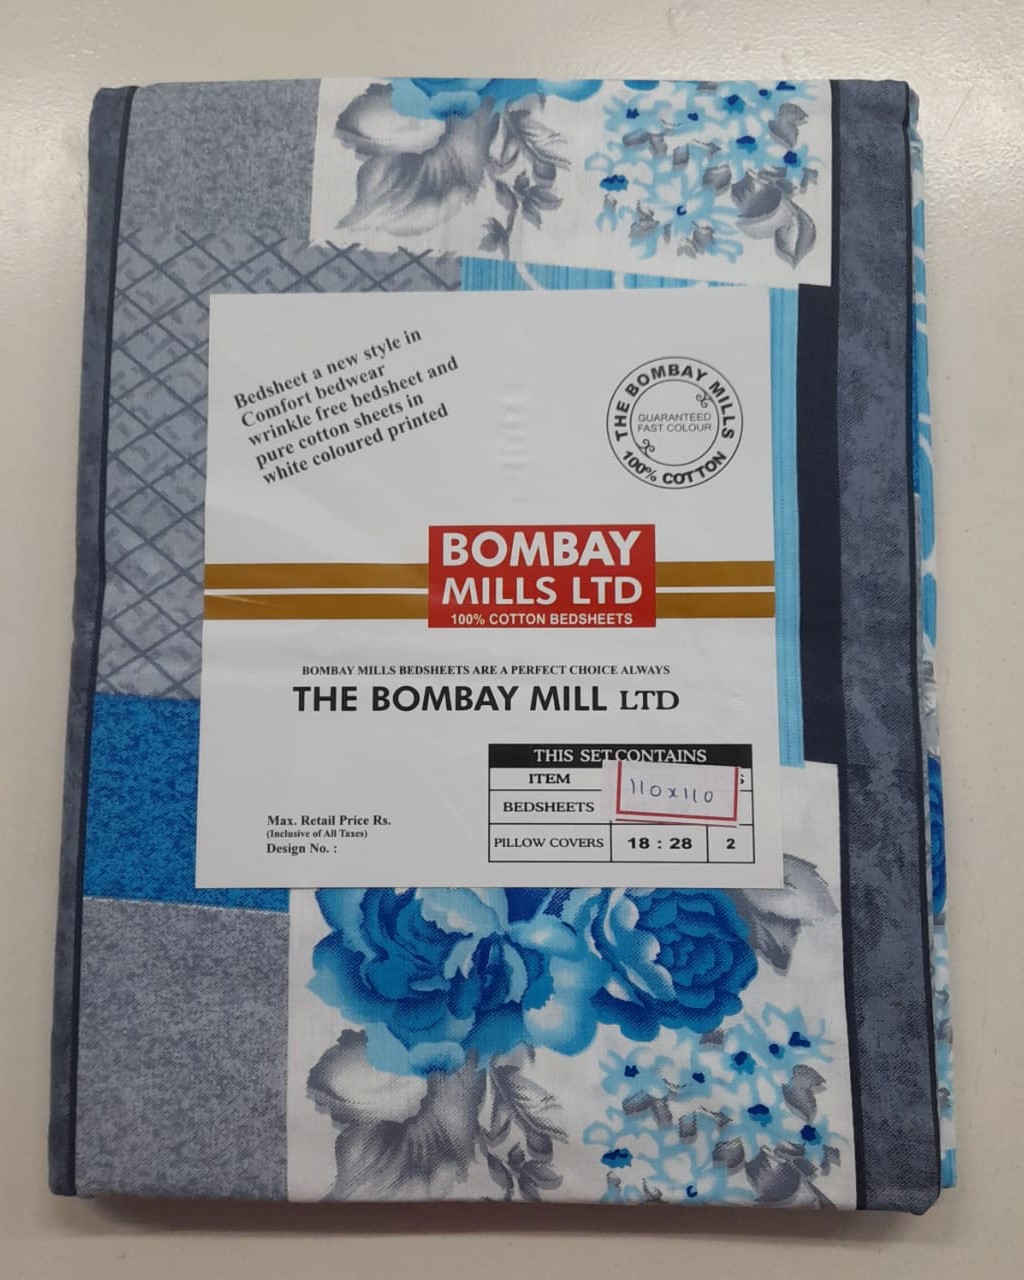 Bedsheet a new style in
Comfort bedwear
wrinkle free bedsheet and
pure cotton sheets in
white coloured printed
THE BOMBAY MILLS
GUARANTEED
FAST COLOUR
100% COTTON
BOMBAY
MILLS LTD
100% COTTON BEDSHEETS
BOMBAY MILLS BEDSHEETS ARE A PERFECT CHOICE ALWAYS
THE BOMBAY MILL LTD
THIS SET CONTAINS
ITEM
BEDSHEETS
110x110
PILLOW COVERS 18 : 28 2
Max. Retail Price Rs.
(Inclusive of All Taxes)
Design No. :